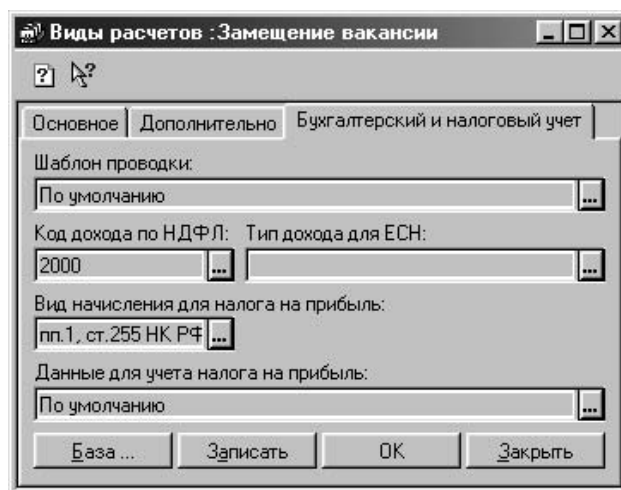 Виды расчетов :Замещение вакансии
Основное Дополнительно Бухгалтерский и налоговый учет
Шаблон проводки:
По умолчанию ...
Код дохода по НДФЛ: Тип дохода для ЕСН:
2000 ... ...
Вид начисления для налога на прибыль:
пп.1, ст.255 НК РФ ...
Данные для учета налога на прибыль:
По умолчанию ...
База ... Записать OK Закрыть